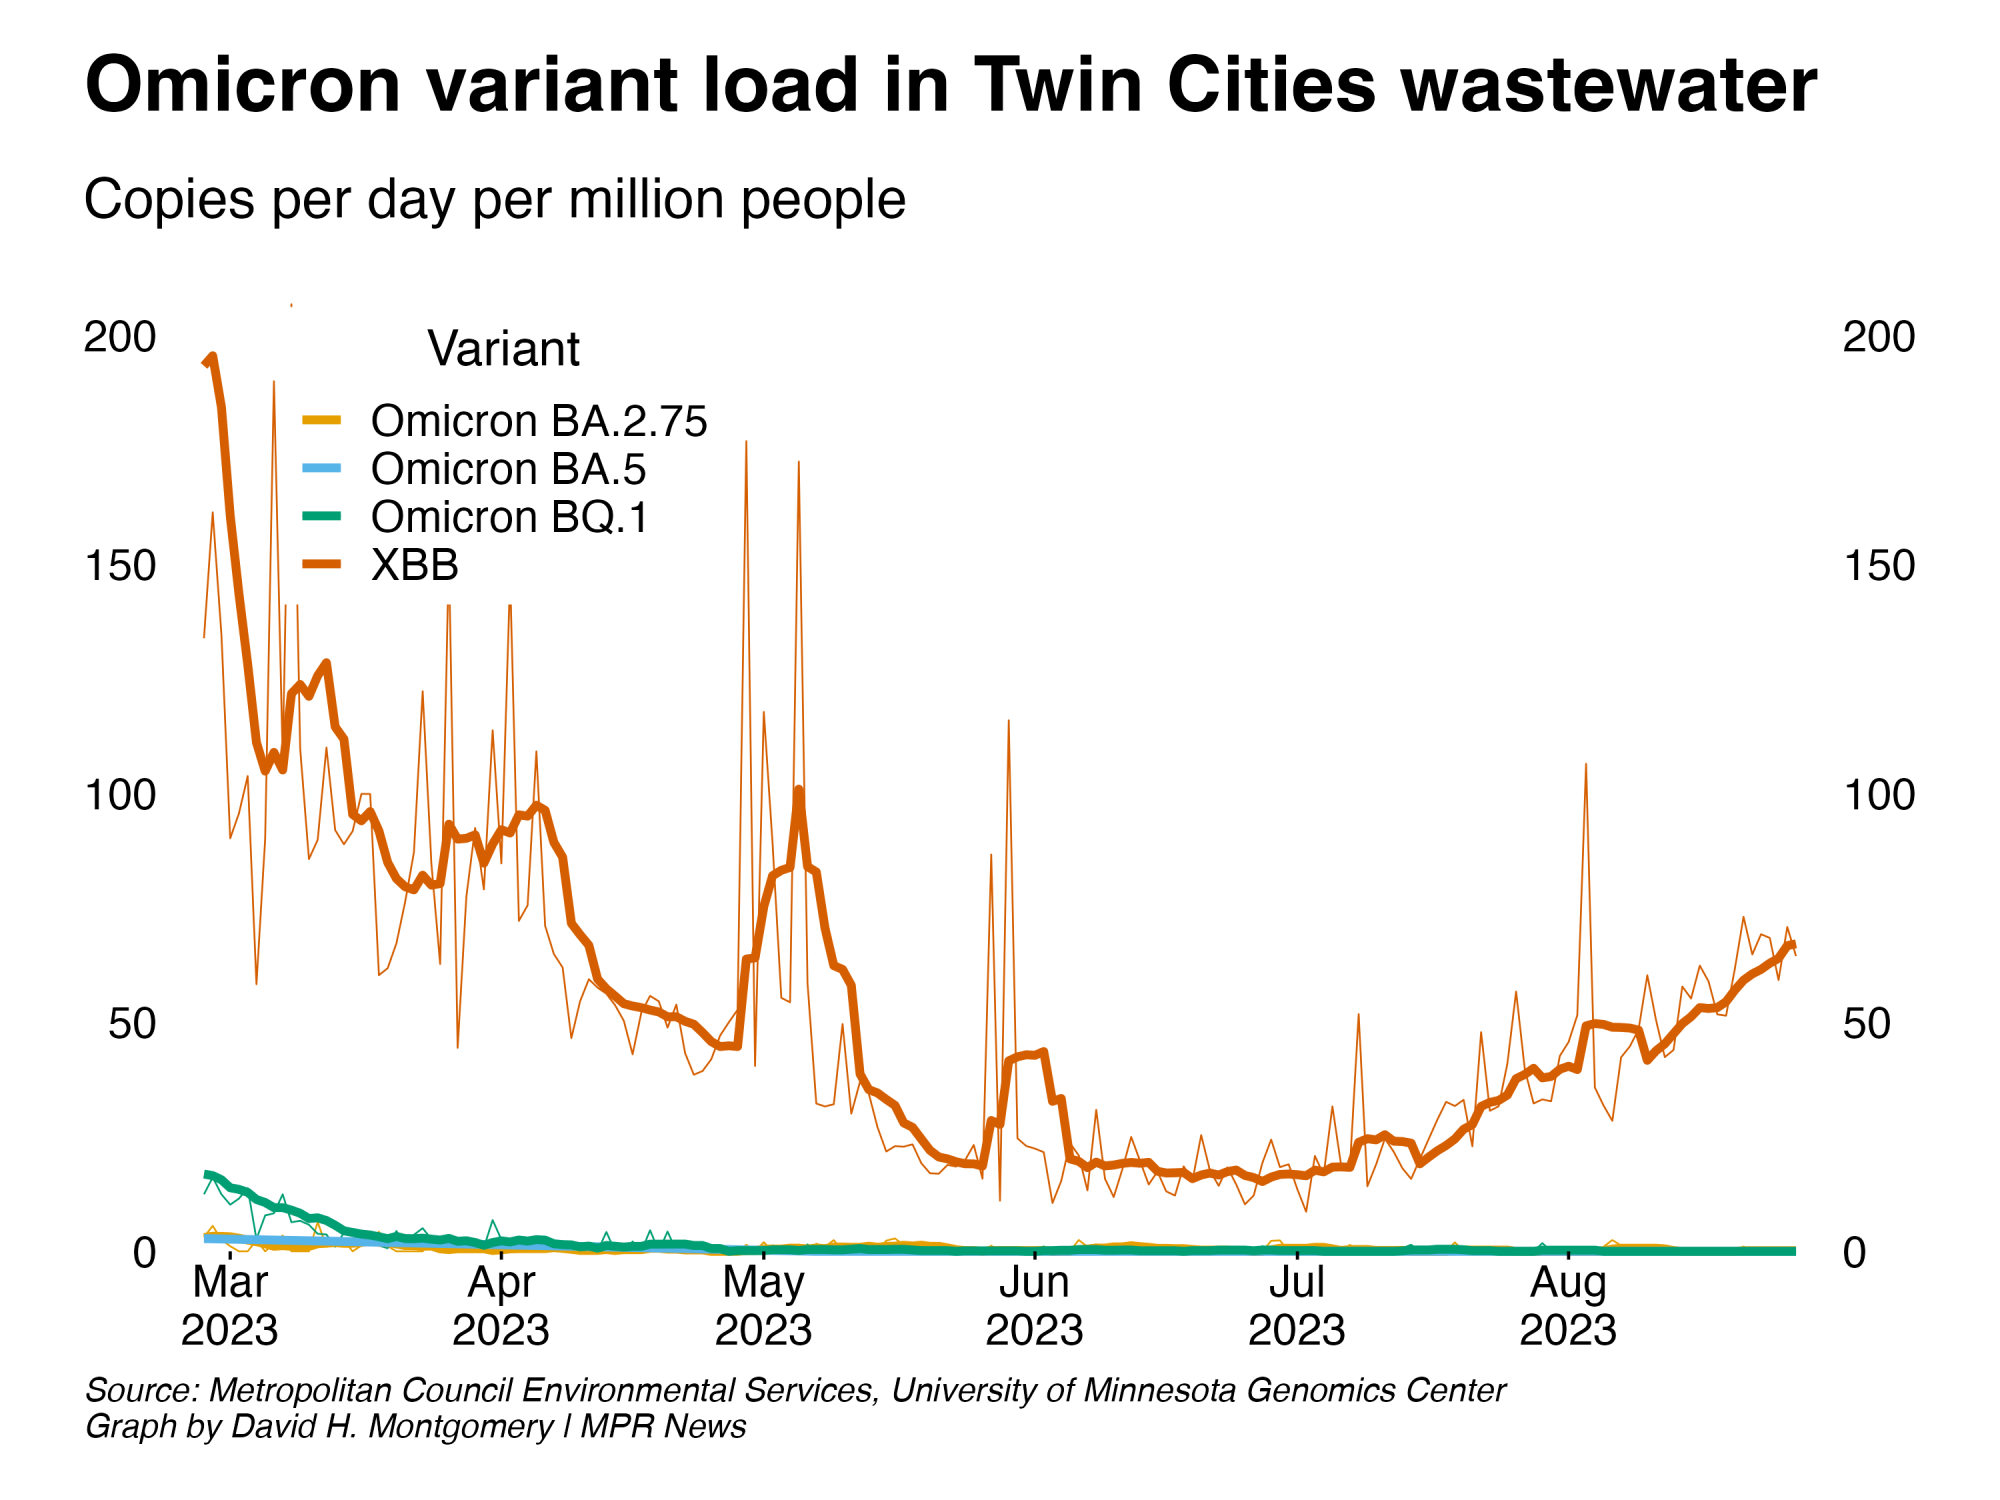 Omicron variant load in Twin Cities wastewater
Copies per day per million people
200
150
100
50
0
Variant
Omicron BA.2.75
Omicron BA.5
Omicron BQ.1
XBB
200
150
100
50
0
Mar
2023
Apr
2023
May
2023
Jun
2023
Jul
2023
Aug
2023
Source: Metropolitan Council Environmental Services, University of Minnesota Genomics Center
Graph by David H. Montgomery | MPR News